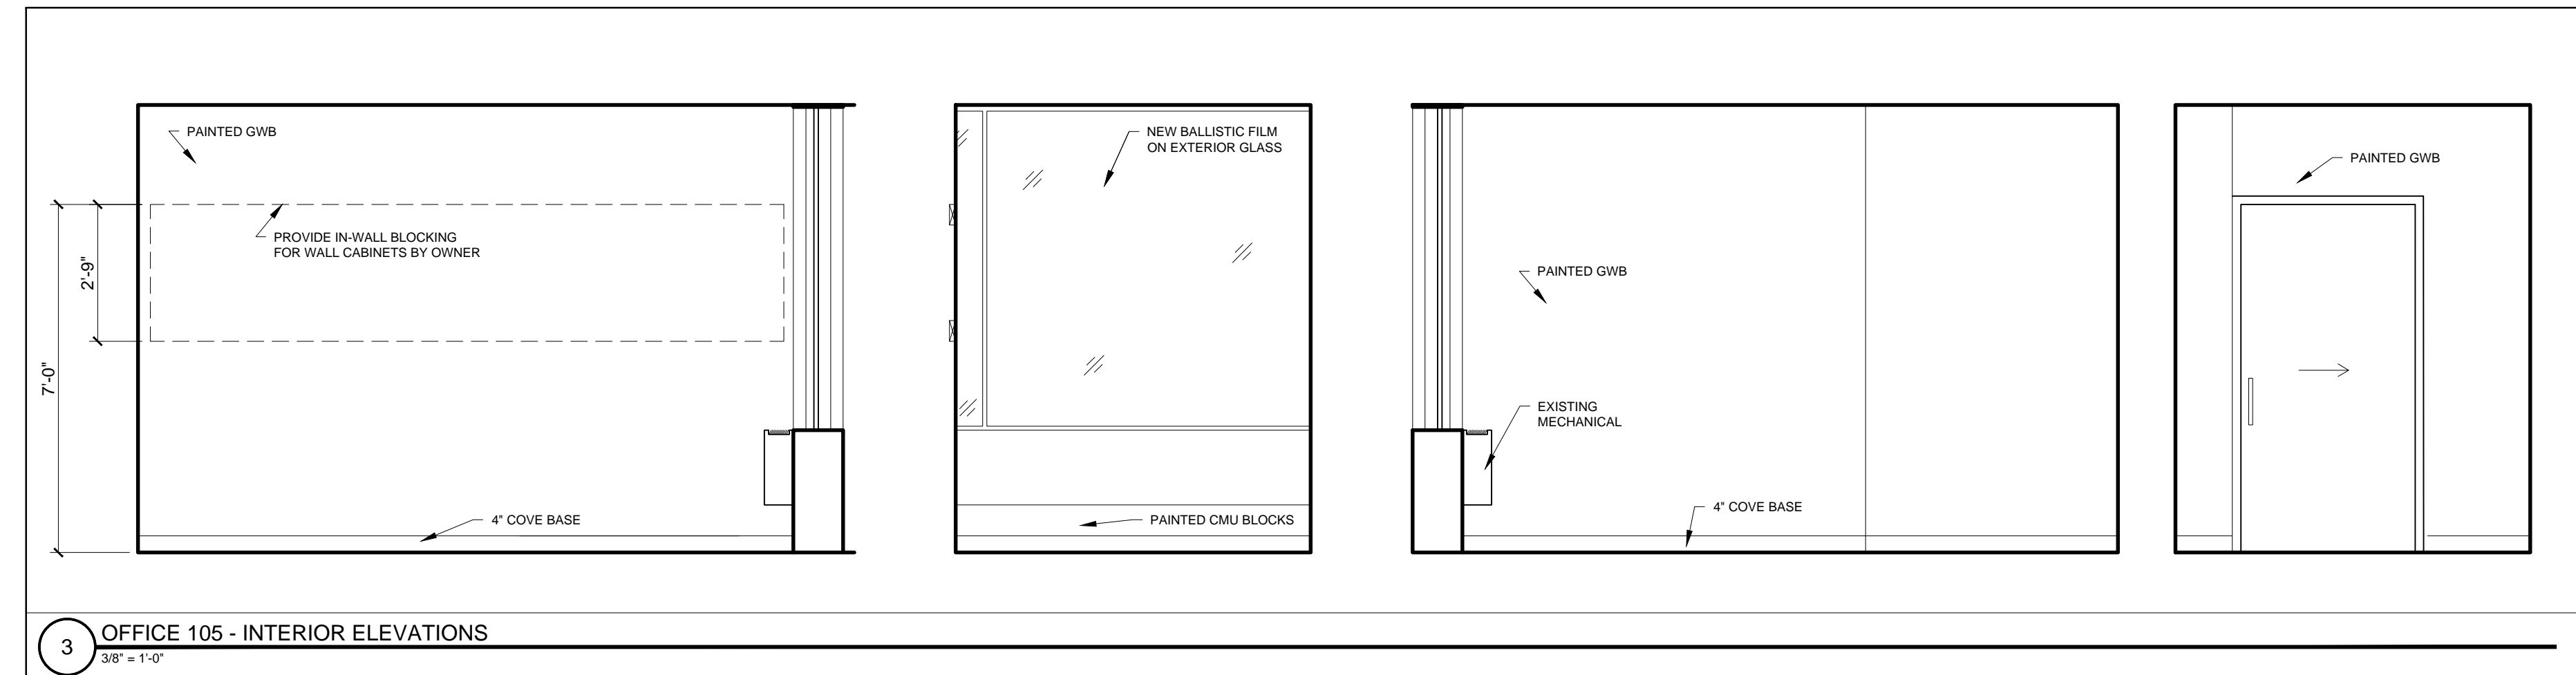 PAINTED GWB
PROVIDE IN-WALL BLOCKING
FOR WALL CABINETS BY OWNER
2'-9"
7'-0"
4" COVE BASE
NEW BALLISTIC FILM
ON EXTERIOR GLASS
PAINTED CMU BLOCKS
PAINTED GWB
EXISTING
MECHANICAL
4" COVE BASE
PAINTED GWB
3
OFFICE 105 - INTERIOR ELEVATIONS
3/8" = 1'-0"